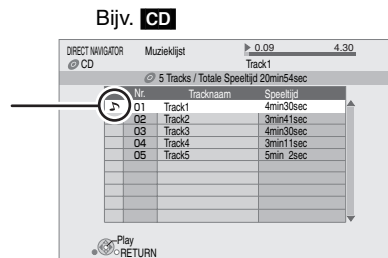 Bijv. CD
DIRECT NAVIGATOR Muzieklijst 0.09 4.30
CD Track1
5 Tracks / Totale Speeltijd 20min54sec
Nr. Tracknaam Speeltijd
01 Track1 4min30sec
02 Track2 3min41sec
03 Track3 4min30sec
04 Track4 3min11sec
05 Track5 5min 2sec
Play
RETURN